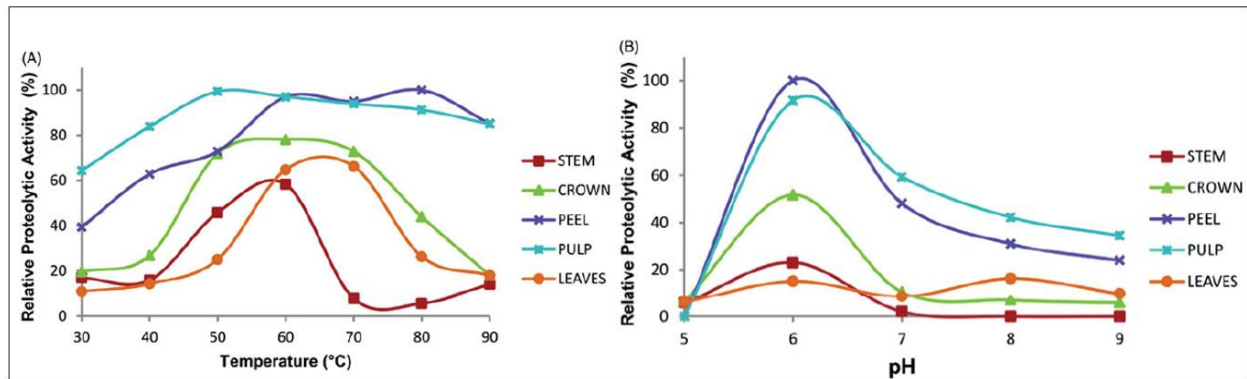 (A)
Relative Proteolytic Activity (%)
100
80
60
40
20
0
30 40 50 60 70 80 90
Temperature (°C)
STEM
CROWN
PEEL
PULP
LEAVES
(B)
Relative Proteolytic Activity (%)
100
80
60
40
20
0
5 6 7 8 9
pH
STEM
CROWN
PEEL
PULP
LEAVES